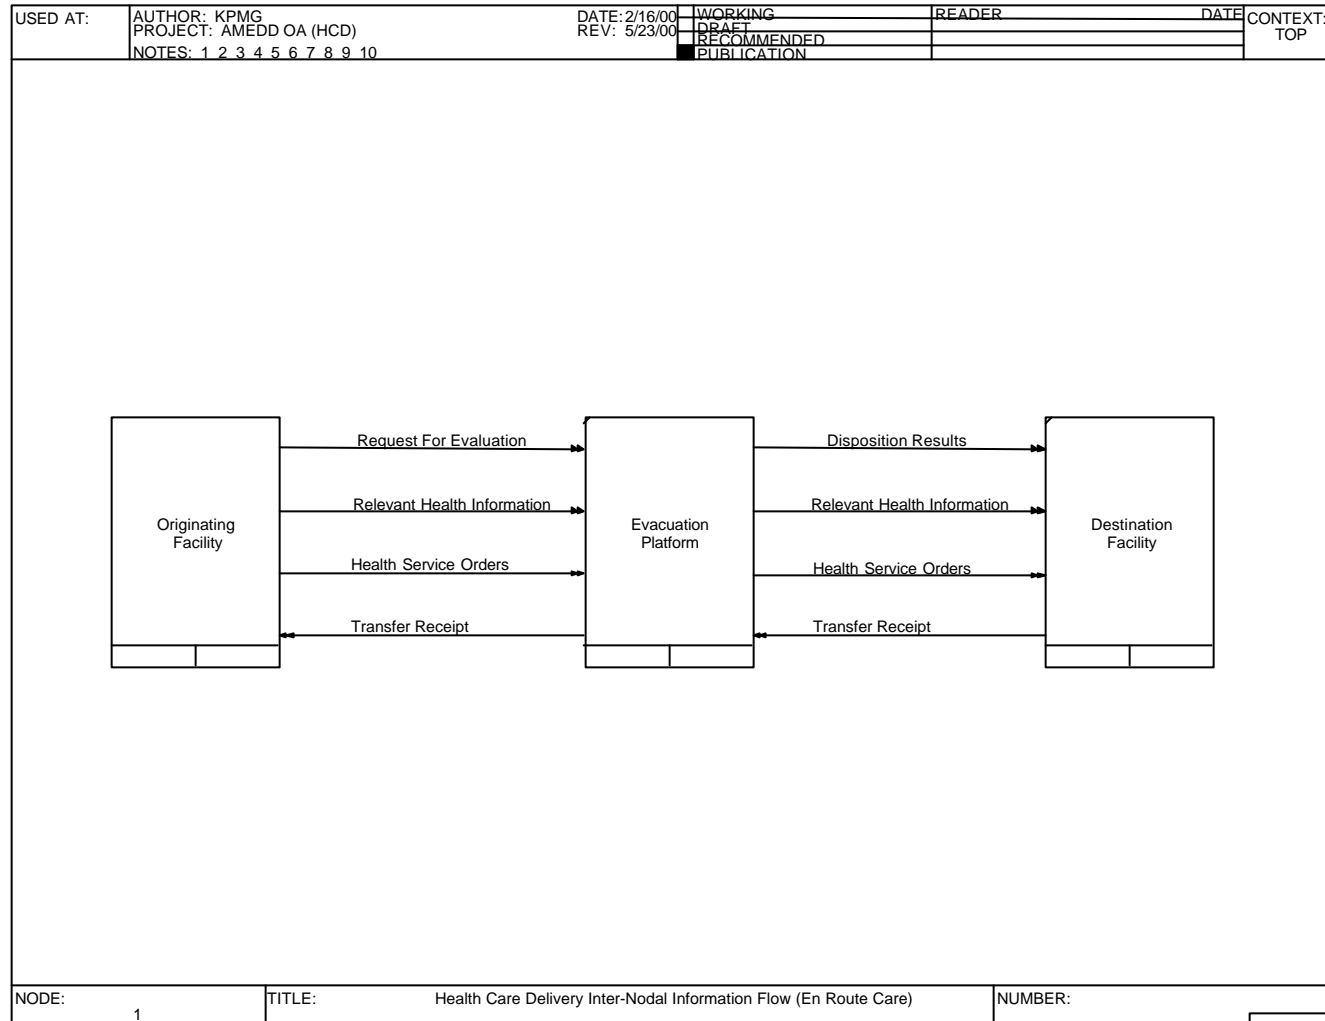 USED AT:
AUTHOR: KPMG
DATE: 2/16/00
PROJECT: AMEDD OA (HCD)
REV: 5/23/00
NOTES: 1 2 3 4 5 6 7 8 9 10
WORKING
DRAFT
RECOMMENDED
PUBLICATION
READER
DATE
CONTEXT:
TOP
Request For Evaluation
Disposition Results
Relevant Health Information
Relevant Health Information
Originating
Facility
Evacuation
Platform
Destination
Facility
Health Service Orders
Health Service Orders
Transfer Receipt
Transfer Receipt
NODE:
1
TITLE:
Health Care Delivery Inter-Nodal Information Flow (En Route Care)
NUMBER: